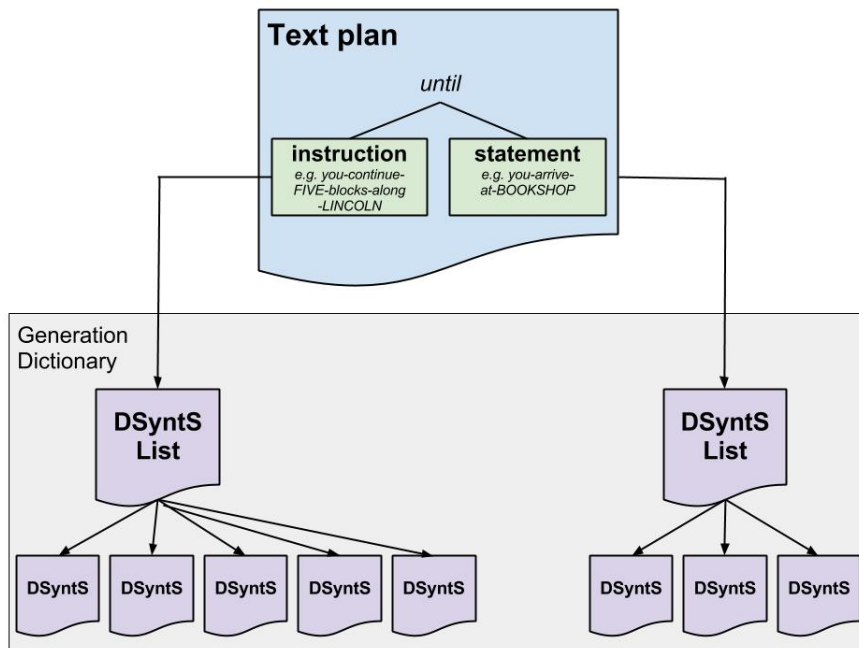 Text plan
until
instruction
e.g. you-continue-
FIVE-blocks-along
-LINCOLN
statement
e.g. you-arrive-
at-BOOKSHOP
Generation
Dictionary
DSyntS
List
DSyntS
List
DSyntS
DSyntS
DSyntS
DSyntS
DSyntS
DSyntS
DSyntS
DSyntS